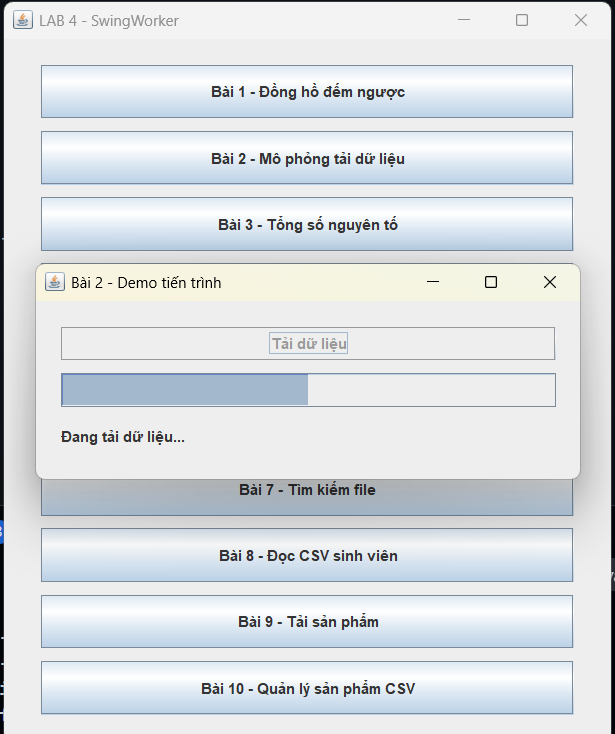 LAB 4 - SwingWorker
Bài 1 - Đồng hồ đếm ngược
Bài 2 - Mô phỏng tải dữ liệu
Bài 3 - Tổng số nguyên tố
Bài 2 - Demo tiến trình
Tải dữ liệu
Đang tải dữ liệu...
Bài 7 - Tìm kiếm file
Bài 8 - Đọc CSV sinh viên
Bài 9 - Tải sản phẩm
Bài 10 - Quản lý sản phẩm CSV